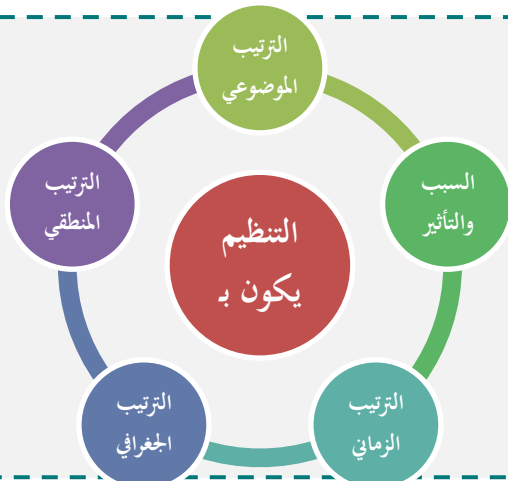 الترتيب
الموضوعي
السبب
والتأثير
الترتيب
الزماني
الترتيب
الجغرافي
الترتيب
المنطقي
التنظيم
يكون بـ